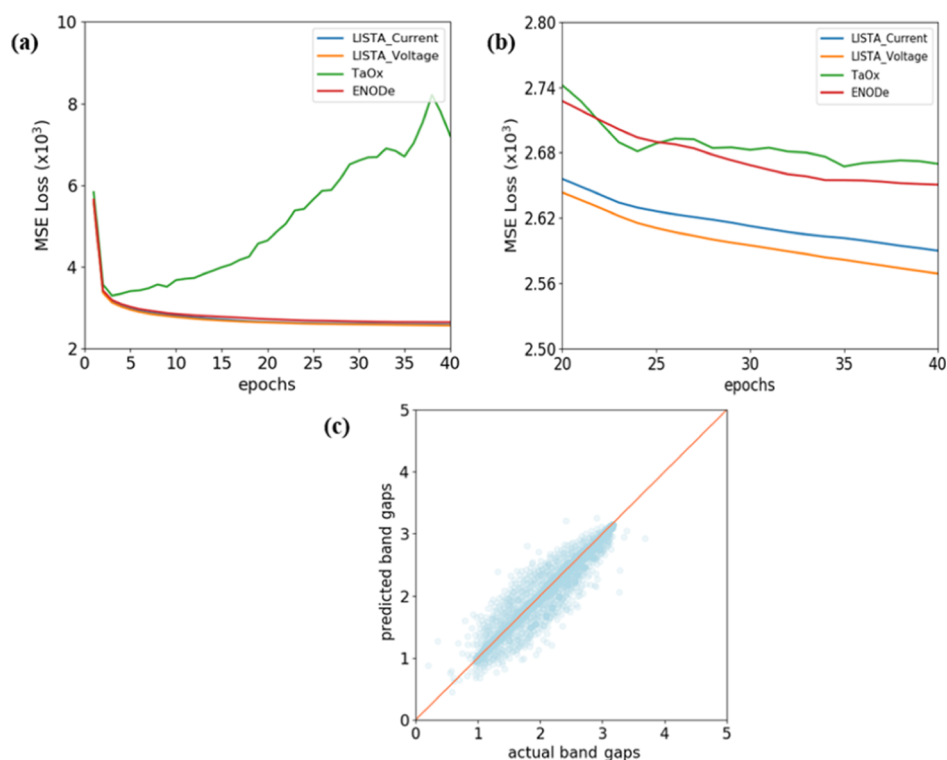 (a)
10
8
6
4
2
MSE Loss (x10³)
0 5 10 15 20 25 30 35 40
epochs
LISTA_Current
LISTA_Voltage
TaOx
ENODe
(b)
2.80
2.74
2.68
2.62
2.56
2.50
MSE Loss (x10³)
20 25 30 35 40
epochs
LISTA_Current
LISTA_Voltage
TaOx
ENODe
(c)
5
4
3
2
1
0
predicted band gaps
0 1 2 3 4 5
actual band gaps